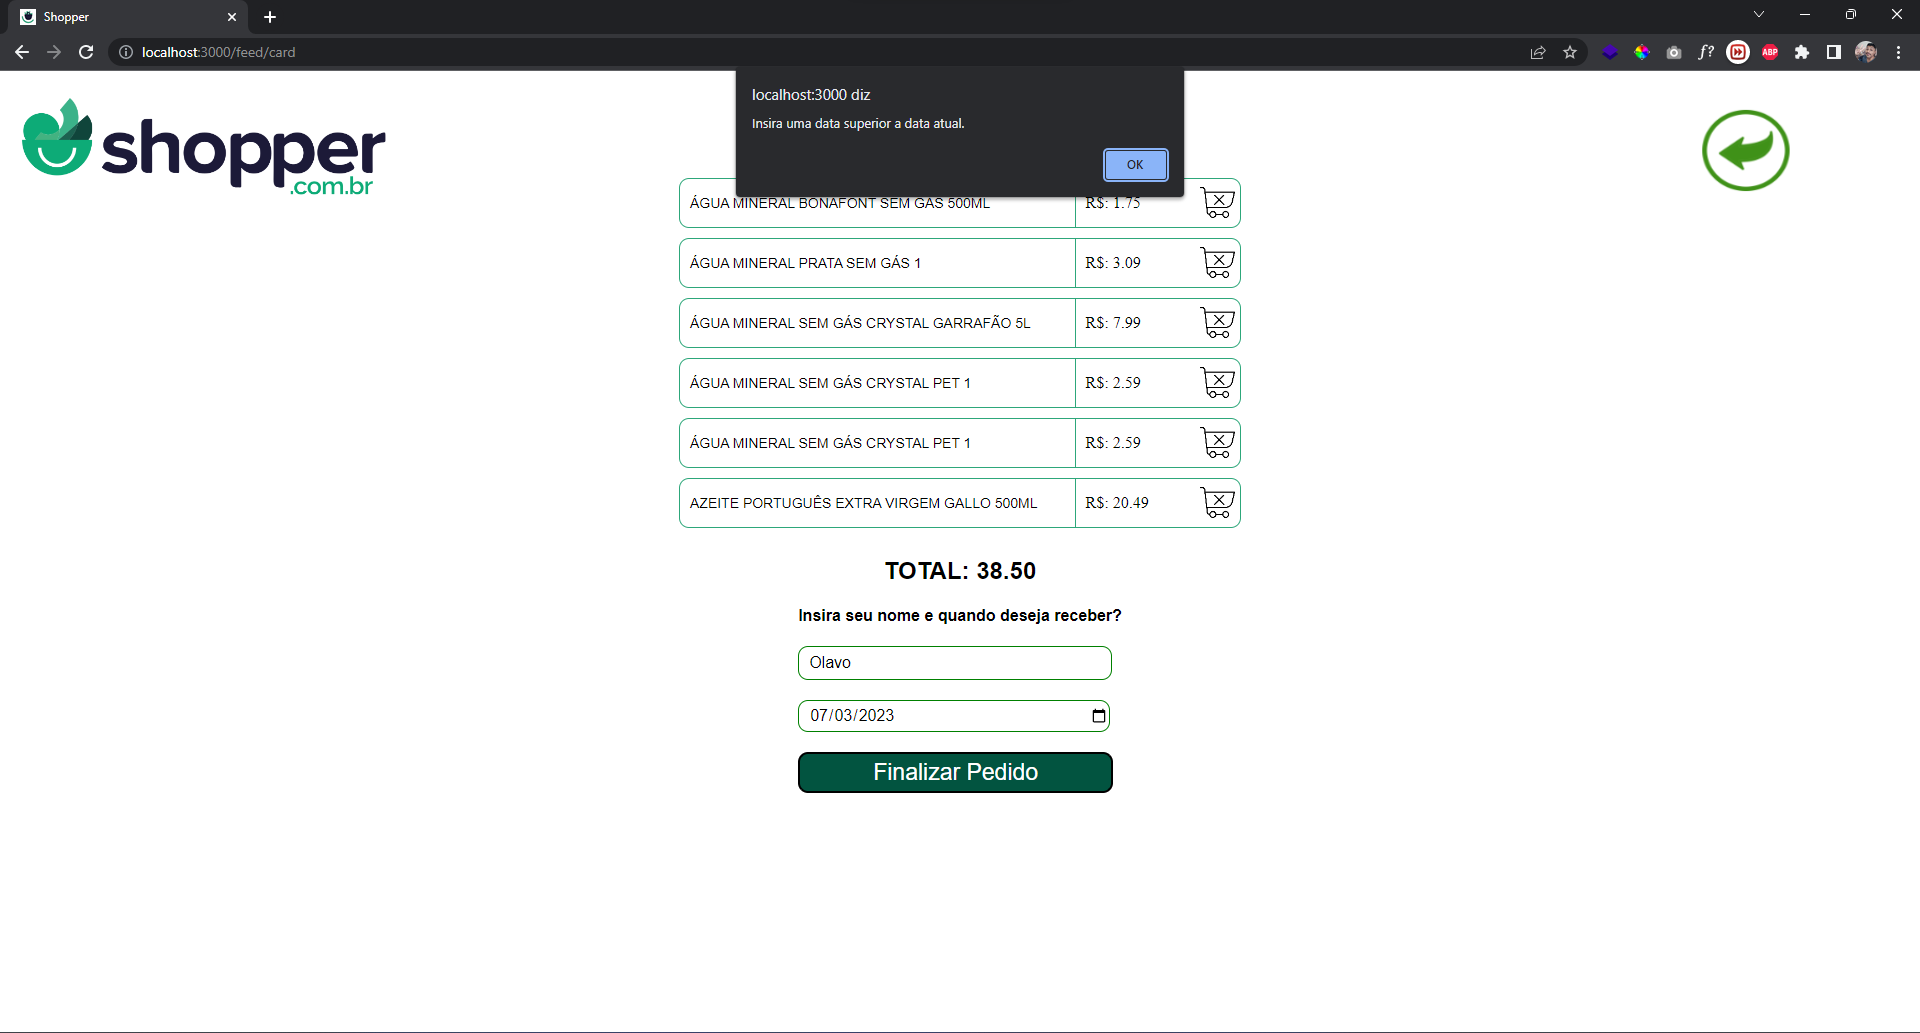 Shopper
localhost:3000/feed/card
f?
ABP
localhost:3000 diz
Insira uma data superior a data atual.
OK
shopper
.com.br
ÁGUA MINERAL BONAFONT SEM GÁS 500ML R$: 1.75
ÁGUA MINERAL PRATA SEM GÁS 1 R$: 3.09
ÁGUA MINERAL SEM GÁS CRYSTAL GARRAFÃO 5L R$: 7.99
ÁGUA MINERAL SEM GÁS CRYSTAL PET 1 R$: 2.59
ÁGUA MINERAL SEM GÁS CRYSTAL PET 1 R$: 2.59
AZEITE PORTUGUÊS EXTRA VIRGEM GALLO 500ML R$: 20.49
TOTAL: 38.50
Insira seu nome e quando deseja receber?
Olavo
07/03/2023
Finalizar Pedido